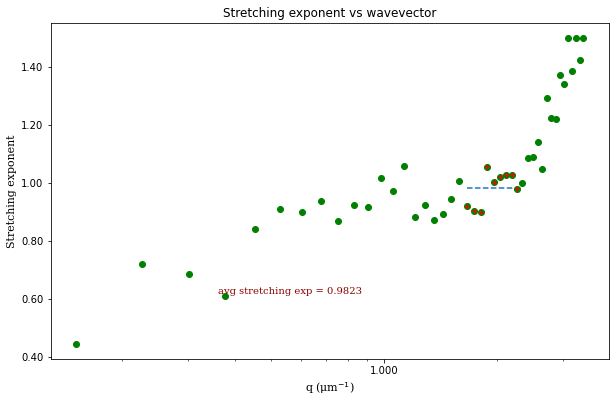 Stretching exponent vs wavevector
Stretching exponent
1.40
1.20
1.00
0.80
0.60
0.40
avg stretching exp = 0.9823
1.000
q (μm⁻¹)